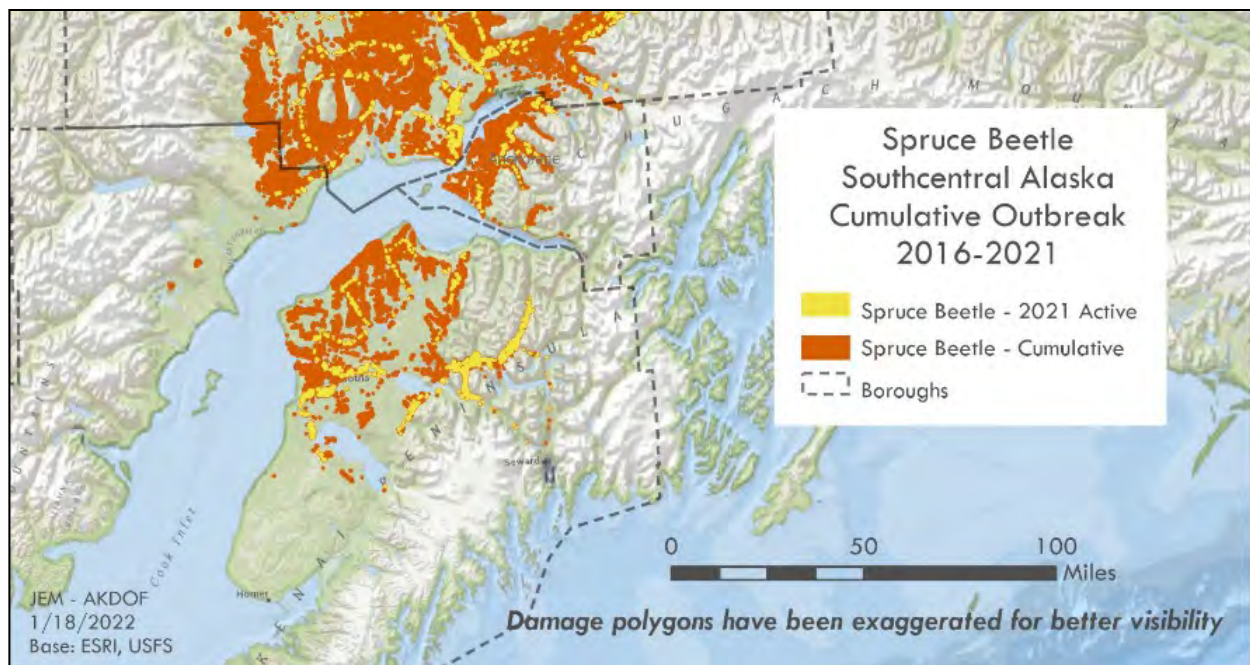 Spruce Beetle
Southcentral Alaska
Cumulative Outbreak
2016-2021
Spruce Beetle - 2021 Active
Spruce Beetle - Cumulative
Boroughs
CHUGACH
KENAI PENINSULA
Cook Inlet
Seward
Homer
0 50 100
Miles
Damage polygons have been exaggerated for better visibility
JEM - AKDOF
1/18/2022
Base: ESRI, USFS